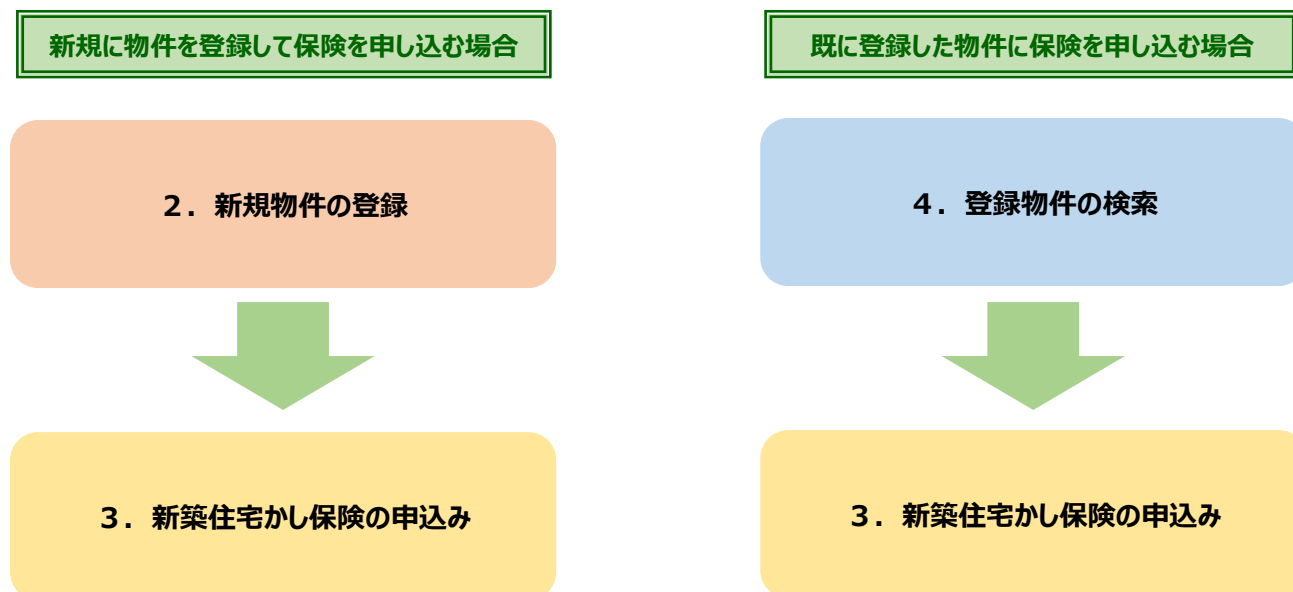 新規に物件を登録して保険を申し込む場合
既に登録した物件に保険を申し込む場合
２．新規物件の登録
４．登録物件の検索
３．新築住宅かし保険の申込み
３．新築住宅かし保険の申込み